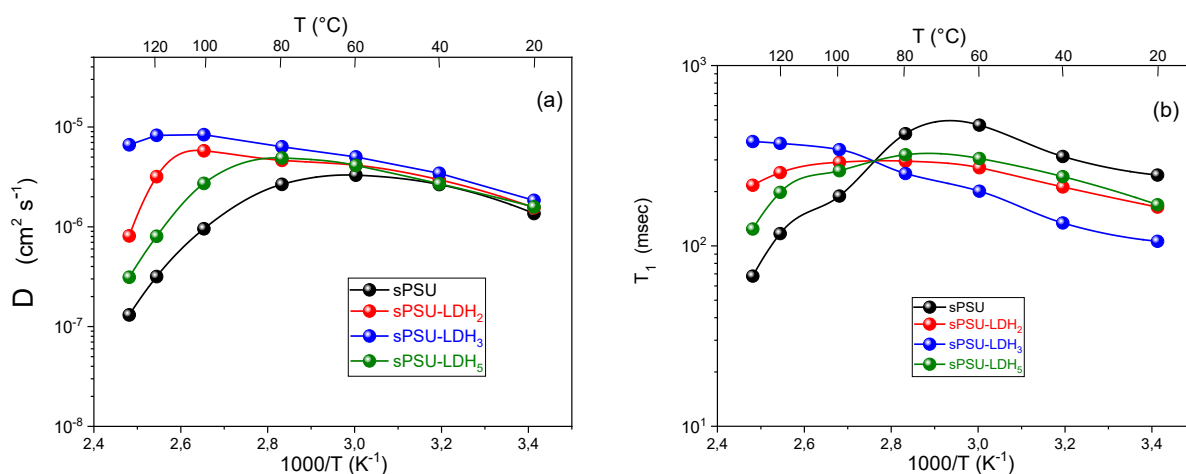 T (°C)
120 100 80 60 40 20
(a)
10⁻⁵
10⁻⁶
10⁻⁷
10⁻⁸
D (cm² s⁻¹)
sPSU
sPSU-LDH₂
sPSU-LDH₃
sPSU-LDH₅
2,4 2,6 2,8 3,0 3,2 3,4
1000/T (K⁻¹)
T (°C)
120 100 80 60 40 20
(b)
10³
10²
10¹
T₁ (msec)
sPSU
sPSU-LDH₂
sPSU-LDH₃
sPSU-LDH₅
2,4 2,6 2,8 3,0 3,2 3,4
1000/T (K⁻¹)